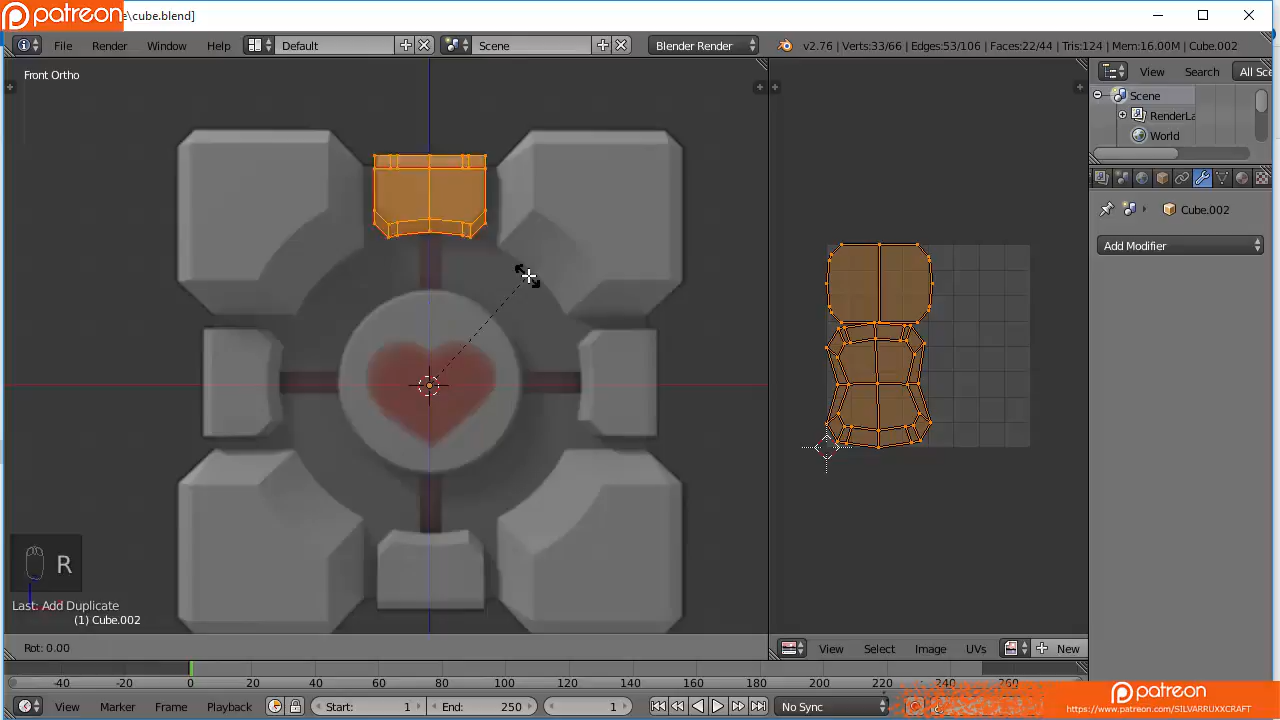 patreon
e\cube.blend]
File Render Window Help Default Scene Blender Render v2.76 | Verts:33/66 | Edges:53/106 | Faces:22/44 | Tris:124 | Mem:16.00M | Cube.002
Front Ortho
View Search All Sce
Scene
RenderLa
World
Cube.002
Add Modifier
R
Last: Add Duplicate
(1) Cube.002
Rot: 0.00
View Select Image UVs New
-40 -20 0 20 40 60 80 100 120 140 160 180 200 220 240 260
View Marker Frame Playback Start: 1 End: 250 1 No Sync
patreon
https://www.patreon.com/SILVARRUXXCRAFT